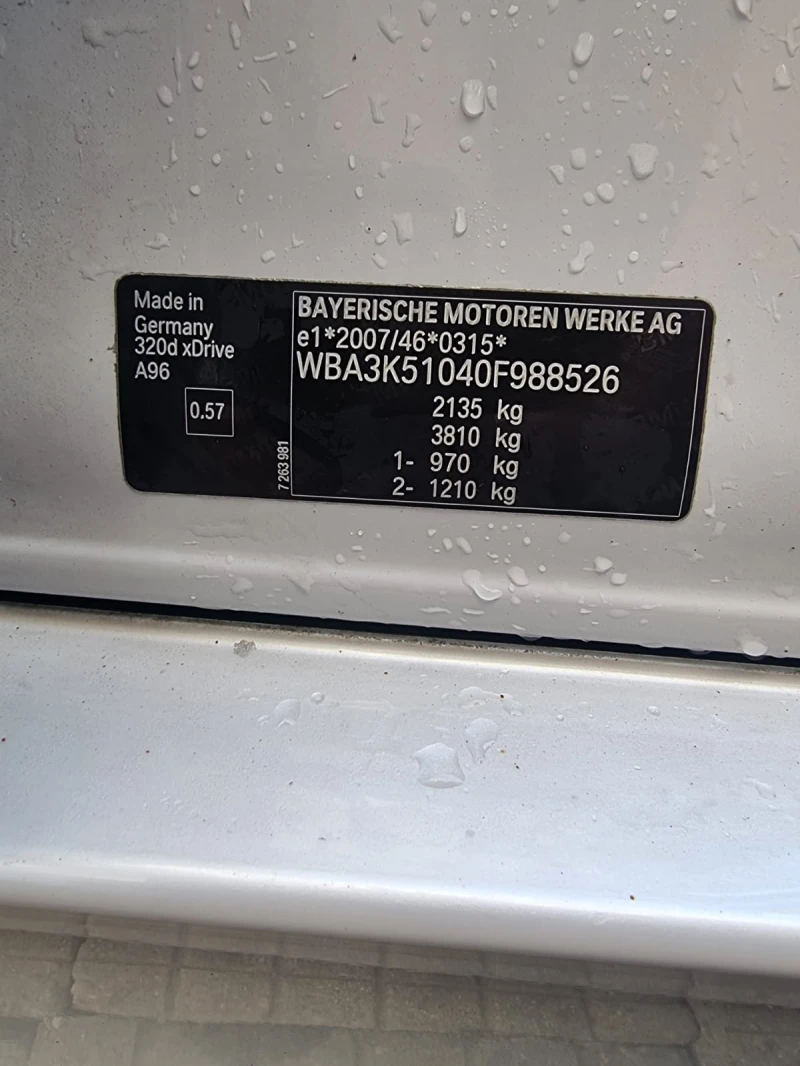 Made in
Germany
320d xDrive
A96
0.57
7 263 981
BAYERISCHE MOTOREN WERKE AG
e1*2007/46*0315*
WBA3K51040F988526
2135 kg
3810 kg
1- 970 kg
2- 1210 kg